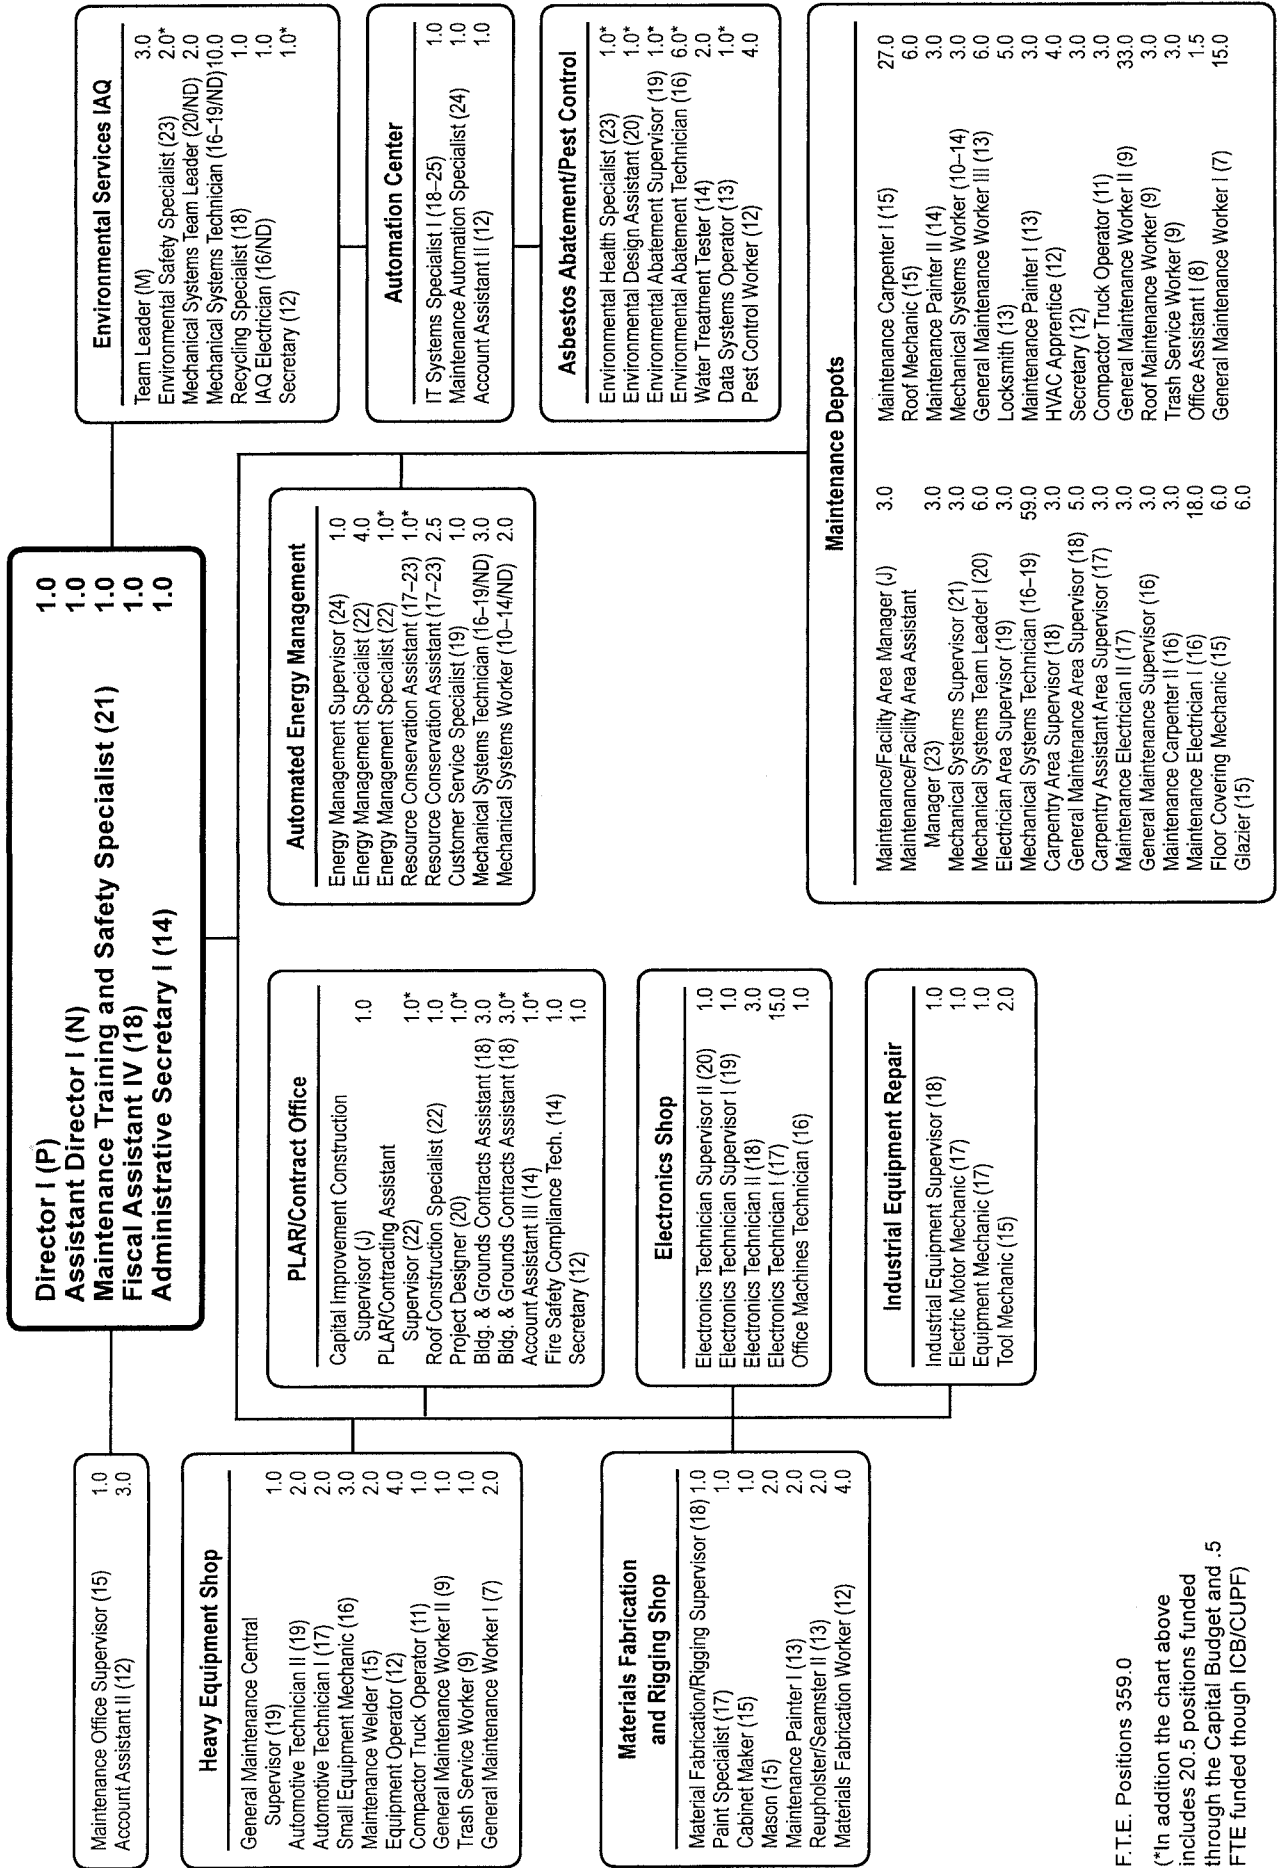 Director I (P) 1.0
Assistant Director I (N) 1.0
Maintenance Training and Safety Specialist (21) 1.0
Fiscal Assistant IV (18) 1.0
Administrative Secretary I (14) 1.0
Maintenance Office Supervisor (15) 1.0
Account Assistant II (12) 3.0
Heavy Equipment Shop
General Maintenance Central
Supervisor (19) 1.0
Automotive Technician II (19) 2.0
Automotive Technician I (17) 2.0
Small Equipment Mechanic (16) 3.0
Maintenance Welder (15) 2.0
Equipment Operator (12) 4.0
Compactor Truck Operator (11) 1.0
General Maintenance Worker II (9) 1.0
Trash Service Worker (9) 1.0
General Maintenance Worker I (7) 2.0
Materials Fabrication
and Rigging Shop
Material Fabrication/Rigging Supervisor (18) 1.0
Paint Specialist (17) 1.0
Cabinet Maker (15) 1.0
Mason (15) 2.0
Maintenance Painter I (13) 2.0
Reupholster/Seamster II (13) 2.0
Materials Fabrication Worker (12) 4.0
PLAR/Contract Office
Capital Improvement Construction
Supervisor (J) 1.0
PLAR/Contracting Assistant
Supervisor (22) 1.0*
Roof Construction Specialist (22) 1.0
Project Designer (20) 1.0*
Bldg. & Grounds Contracts Assistant (18) 3.0
Bldg. & Grounds Contracts Assistant (18) 3.0*
Account Assistant III (14) 1.0*
Fire Safety Compliance Tech. (14) 1.0
Secretary (12) 1.0
Electronics Shop
Electronics Technician Supervisor II (20) 1.0
Electronics Technician Supervisor I (19) 1.0
Electronics Technician II (18) 3.0
Electronics Technician I (17) 15.0
Office Machines Technician (16) 1.0
Industrial Equipment Repair
Industrial Equipment Supervisor (18) 1.0
Electric Motor Mechanic (17) 1.0
Equipment Mechanic (17) 1.0
Tool Mechanic (15) 2.0
Automated Energy Management
Energy Management Supervisor (24) 1.0
Energy Management Specialist (22) 4.0
Energy Management Specialist (22) 1.0*
Resource Conservation Assistant (17–23) 1.0*
Resource Conservation Assistant (17–23) 2.5
Customer Service Specialist (19) 1.0
Mechanical Systems Technician (16–19/ND) 3.0
Mechanical Systems Worker (10–14/ND) 2.0
Environmental Services IAQ
Team Leader (M) 3.0
Environmental Safety Specialist (23) 2.0*
Mechanical Systems Team Leader (20/ND) 2.0
Mechanical Systems Technician (16–19/ND) 10.0
Recycling Specialist (18) 1.0
IAQ Electrician (16/ND) 1.0
Secretary (12) 1.0*
Automation Center
IT Systems Specialist I (18–25) 1.0
Maintenance Automation Specialist (24) 1.0
Account Assistant II (12) 1.0
Asbestos Abatement/Pest Control
Environmental Health Specialist (23) 1.0*
Environmental Design Assistant (20) 1.0*
Environmental Abatement Supervisor (19) 1.0*
Environmental Abatement Technician (16) 6.0*
Water Treatment Tester (14) 2.0
Data Systems Operator (13) 1.0*
Pest Control Worker (12) 4.0
Maintenance Depots
Maintenance/Facility Area Manager (J) 3.0
Maintenance/Facility Area Assistant
Manager (23) 3.0
Mechanical Systems Supervisor (21) 3.0
Mechanical Systems Team Leader I (20) 6.0
Electrician Area Supervisor (19) 3.0
Mechanical Systems Technician (16–19) 59.0
Carpentry Area Supervisor (18) 3.0
General Maintenance Area Supervisor (18) 5.0
Carpentry Assistant Area Supervisor (17) 3.0
Maintenance Electrician II (17) 3.0
General Maintenance Supervisor (16) 3.0
Maintenance Carpenter II (16) 3.0
Maintenance Electrician I (16) 18.0
Floor Covering Mechanic (15) 6.0
Glazier (15) 6.0
Maintenance Carpenter I (15) 27.0
Roof Mechanic (15) 6.0
Maintenance Painter II (14) 3.0
Mechanical Systems Worker (10–14) 3.0
General Maintenance Worker III (13) 6.0
Locksmith (13) 5.0
Maintenance Painter I (13) 3.0
HVAC Apprentice (12) 4.0
Secretary (12) 3.0
Compactor Truck Operator (11) 3.0
General Maintenance Worker II (9) 33.0
Roof Maintenance Worker (9) 3.0
Trash Service Worker (9) 3.0
Office Assistant I (8) 1.5
General Maintenance Worker I (7) 15.0
F.T.E. Positions 359.0
(*In addition the chart above
includes 20.5 positions funded
through the Capital Budget and .5
FTE funded though ICB/CUPF)